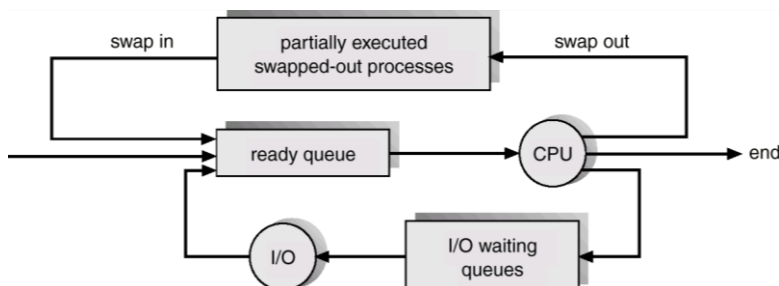 swap in
partially executed
swapped-out processes
swap out
ready queue
CPU
end
I/O
I/O waiting
queues